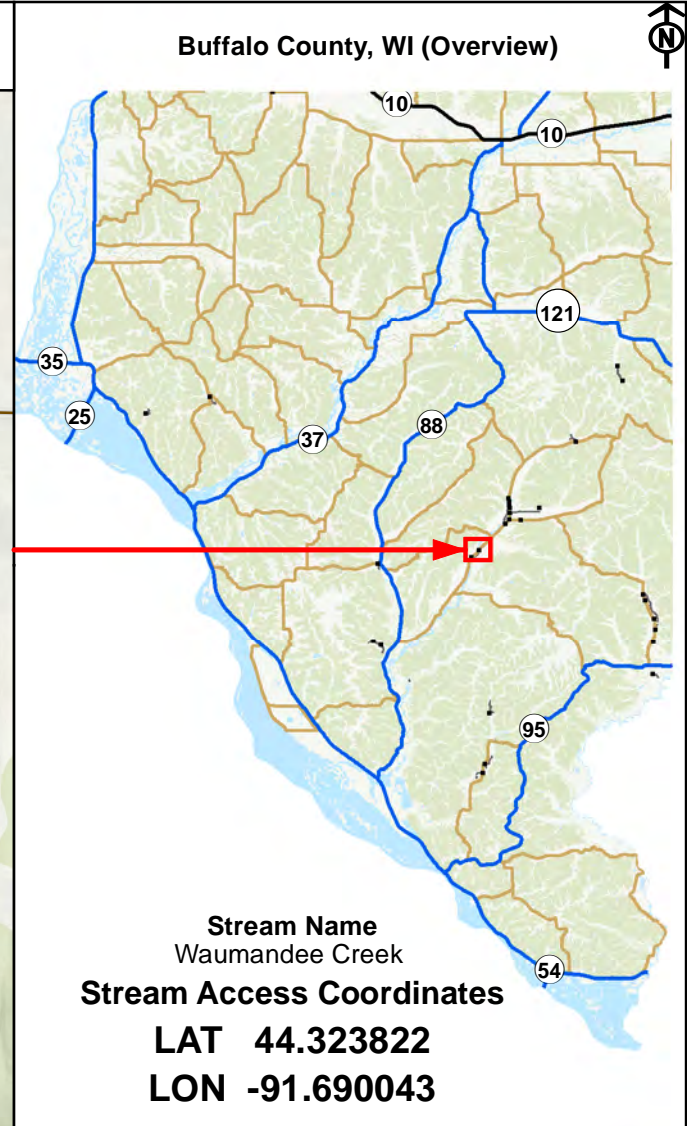 Buffalo County, WI (Overview)
N
10
10
121
35
25
37
88
95
54
Stream Name
Waumandee Creek
Stream Access Coordinates
LAT 44.323822
LON -91.690043